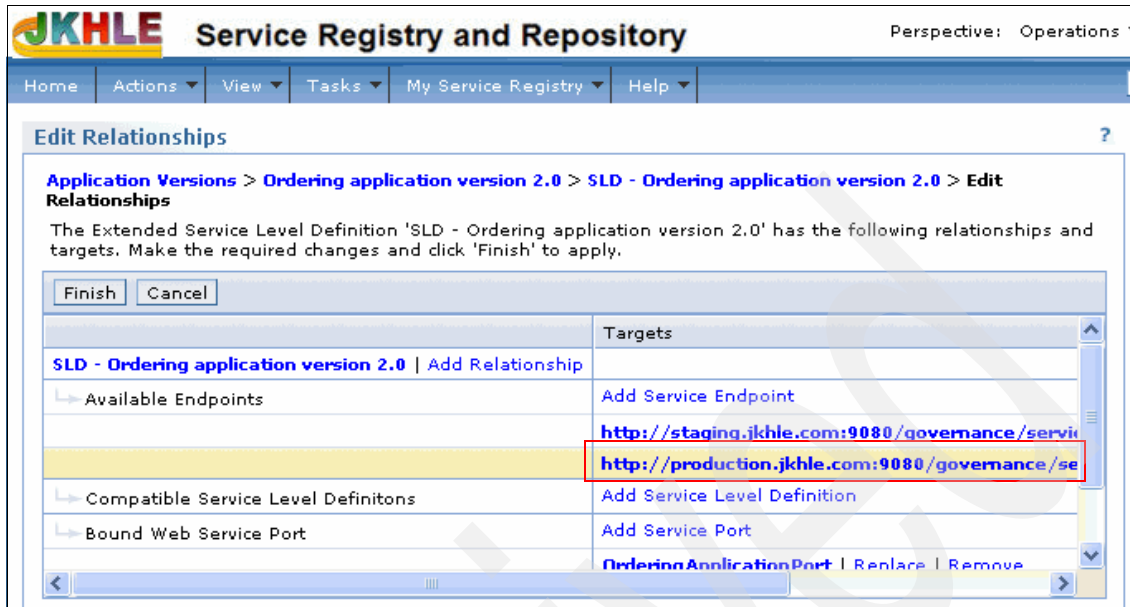 JKHLE Service Registry and Repository Perspective: Operations
Home Actions View Tasks My Service Registry Help
Edit Relationships ?
Application Versions > Ordering application version 2.0 > SLD - Ordering application version 2.0 > Edit
Relationships
The Extended Service Level Definition 'SLD - Ordering application version 2.0' has the following relationships and
targets. Make the required changes and click 'Finish' to apply.
Finish Cancel
Targets
SLD - Ordering application version 2.0 | Add Relationship
Available Endpoints Add Service Endpoint
http://staging.jkhle.com:9080/governance/servi
http://production.jkhle.com:9080/governance/se
Compatible Service Level Definitons Add Service Level Definition
Bound Web Service Port Add Service Port
OrderingApplicationPort | Replace | Remove